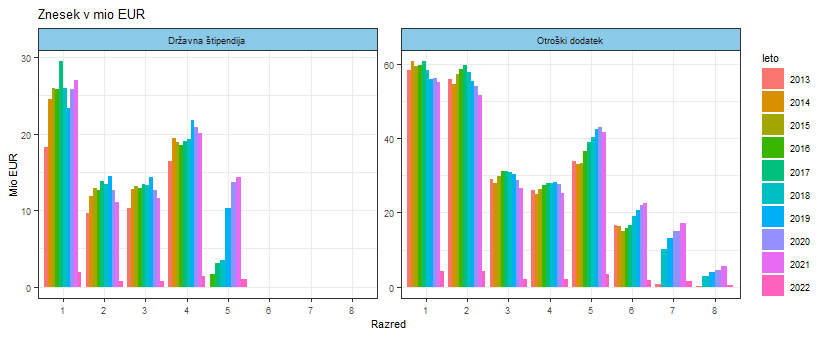 Znesek v mio EUR
Državna štipendija
Otroški dodatek
Mio EUR
30
20
10
0
60
40
20
0
1 2 3 4 5 6 7 8
1 2 3 4 5 6 7 8
Razred
leto
2013
2014
2015
2016
2017
2018
2019
2020
2021
2022